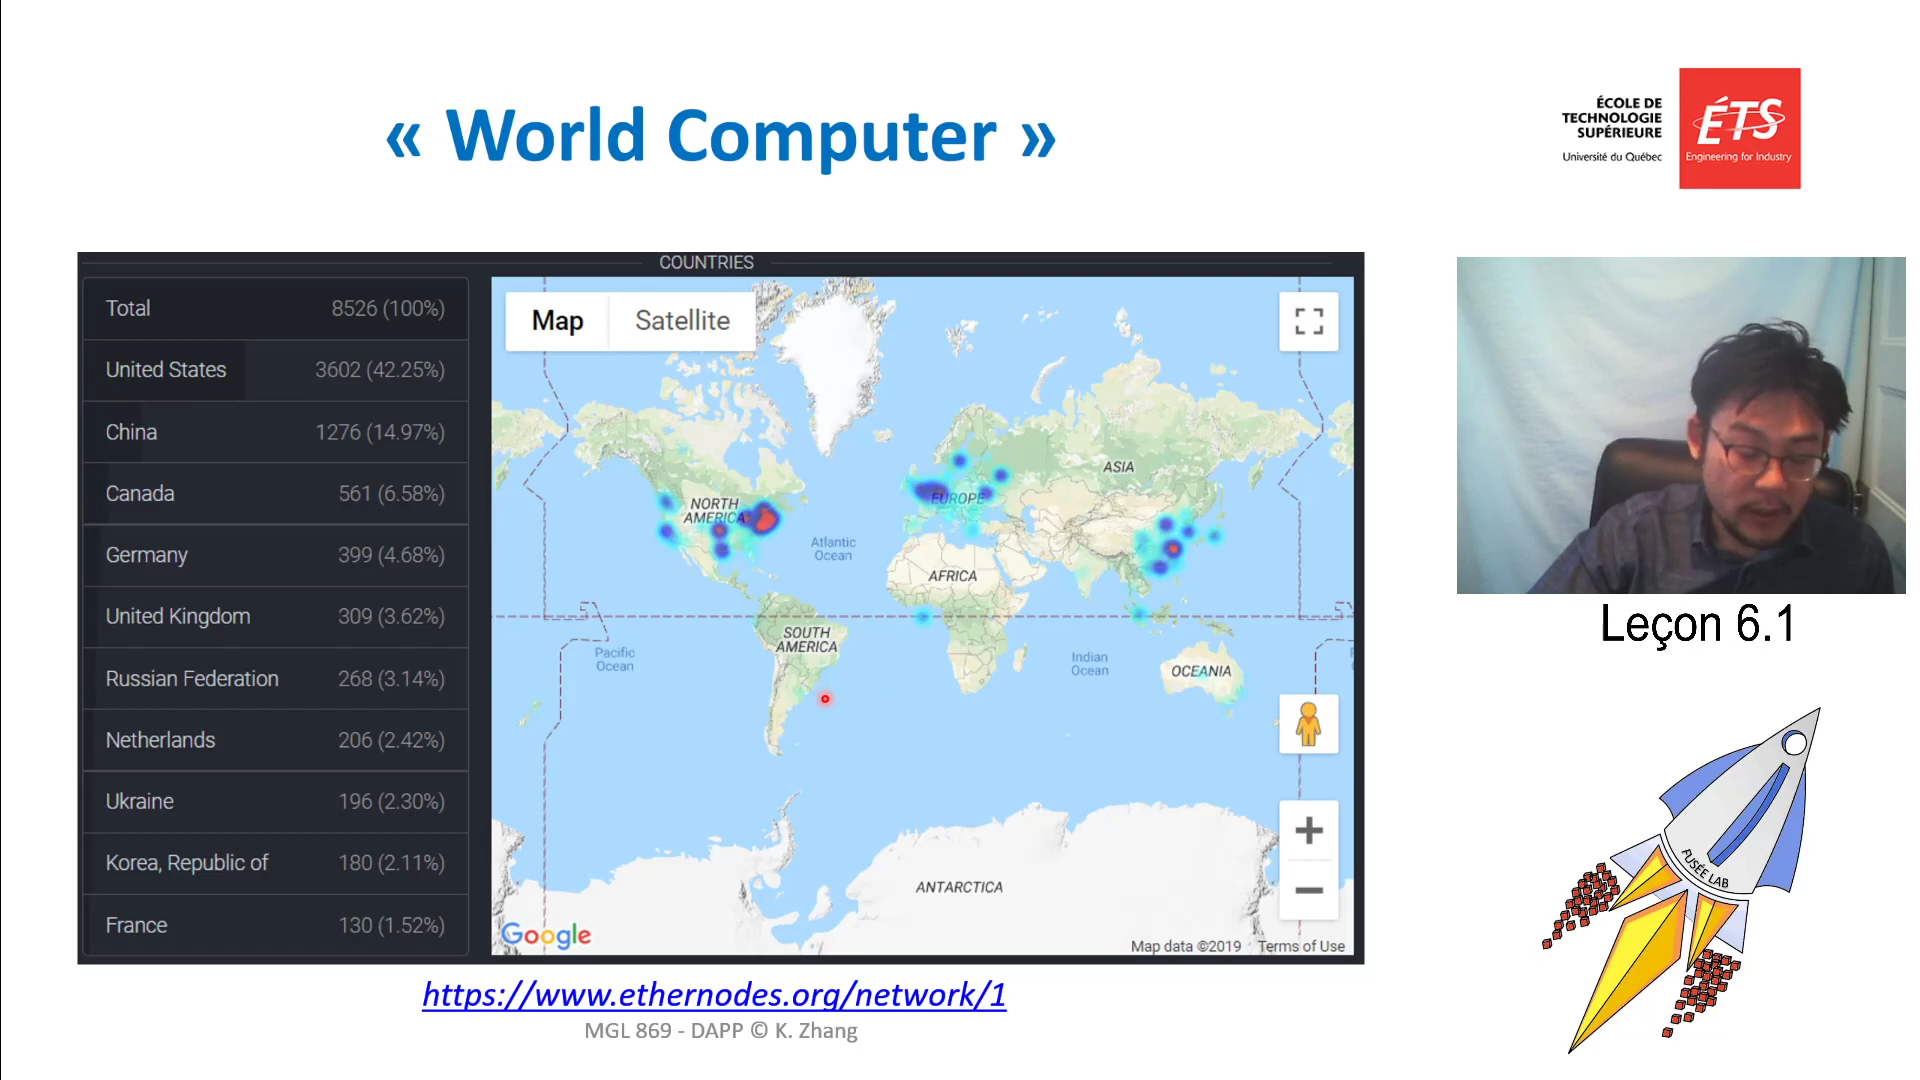 « World Computer »
ÉCOLE DE
TECHNOLOGIE
SUPÉRIEURE
Université du Québec
ÉTS
Engineering for Industry
COUNTRIES
Total 8526 (100%)
United States 3602 (42.25%)
China 1276 (14.97%)
Canada 561 (6.58%)
Germany 399 (4.68%)
United Kingdom 309 (3.62%)
Russian Federation 268 (3.14%)
Netherlands 206 (2.42%)
Ukraine 196 (2.30%)
Korea, Republic of 180 (2.11%)
France 130 (1.52%)
Map Satellite
ASIA
NORTH
AMERICA
EUROPE
Atlantic
Ocean
AFRICA
SOUTH
AMERICA
Pacific
Ocean
Indian
Ocean
OCEANIA
ANTARCTICA
Google
Map data ©2019 Terms of Use
https://www.ethernodes.org/network/1
MGL 869 - DAPP © K. Zhang
Leçon 6.1
FUSÉE LAB